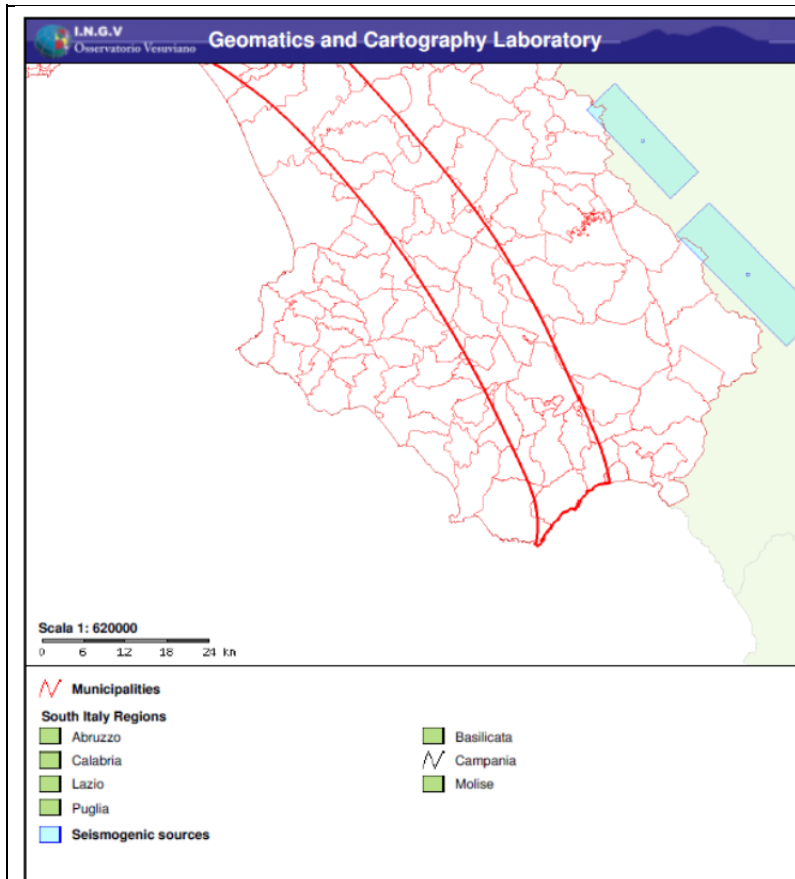 I.N.G.V
Osservatorio Vesuviano
Geomatics and Cartography Laboratory
Scala 1: 620000
0 6 12 18 24 km
Municipalities
South Italy Regions
Abruzzo
Calabria
Lazio
Puglia
Seismogenic sources
Basilicata
Campania
Molise